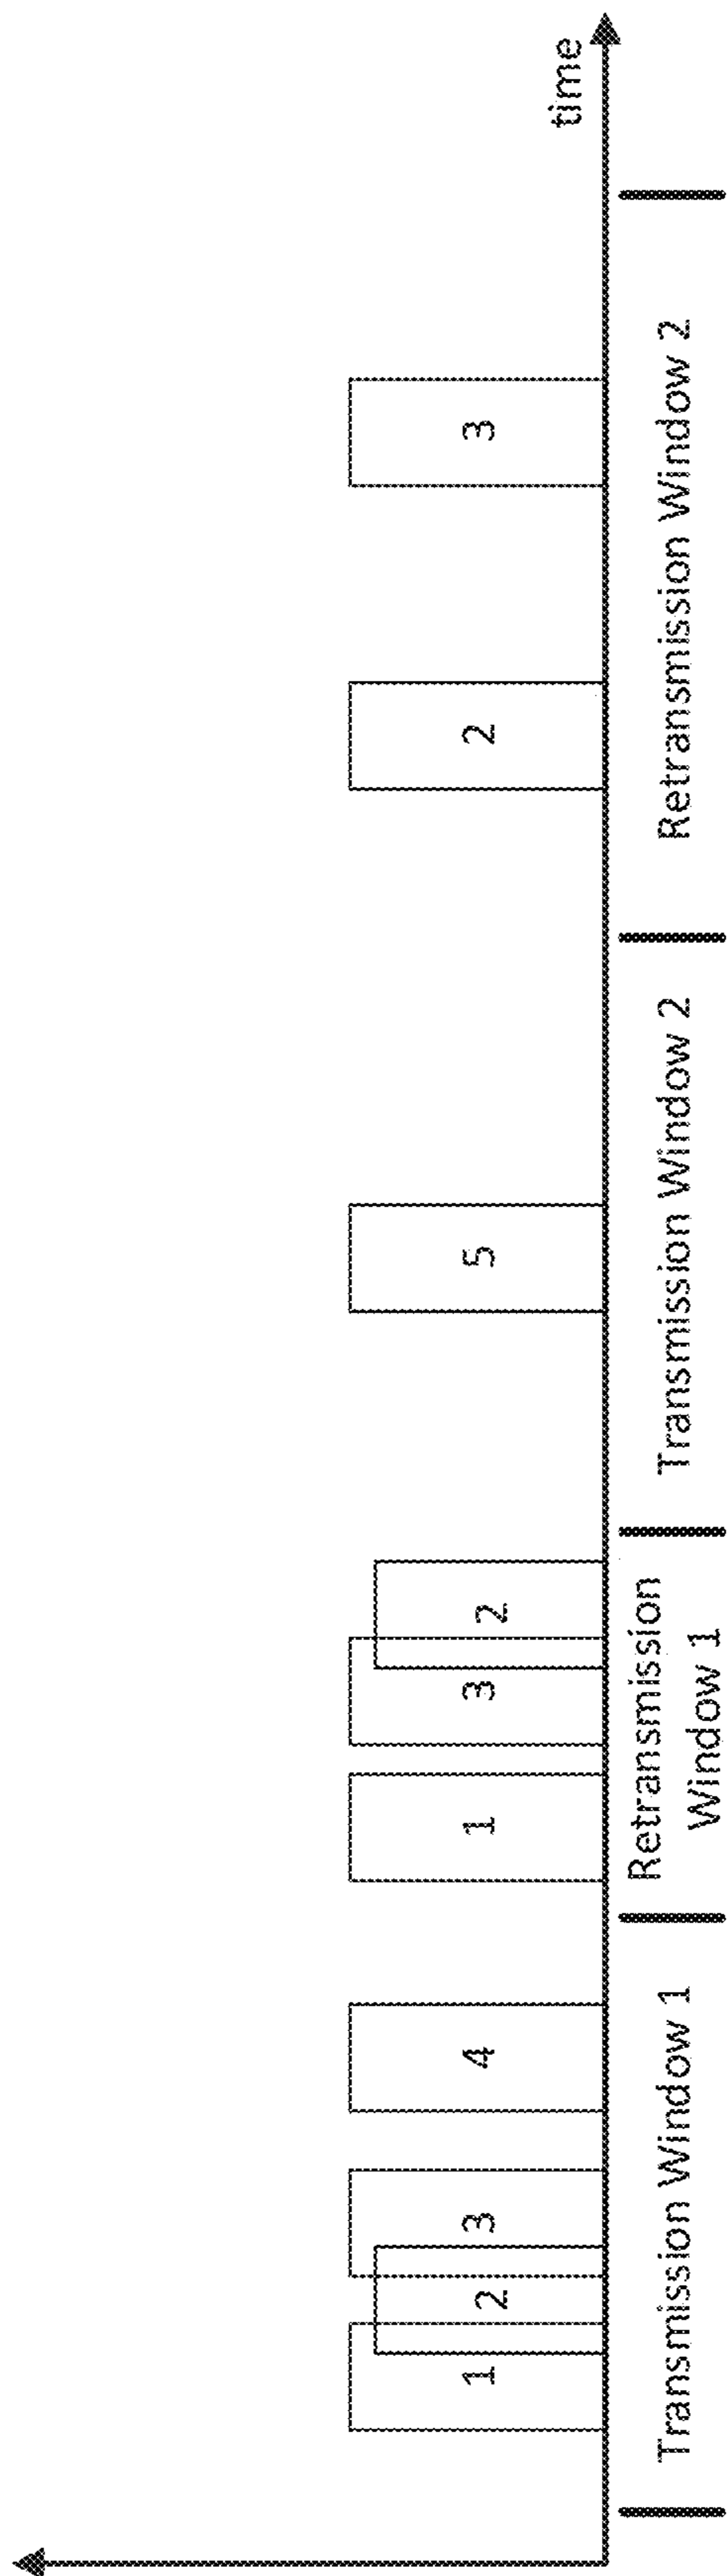 1
2
3
4
1
3
2
5
2
3
time
Transmission Window 1
Retransmission
Window 1
Transmission Window 2
Retransmission Window 2